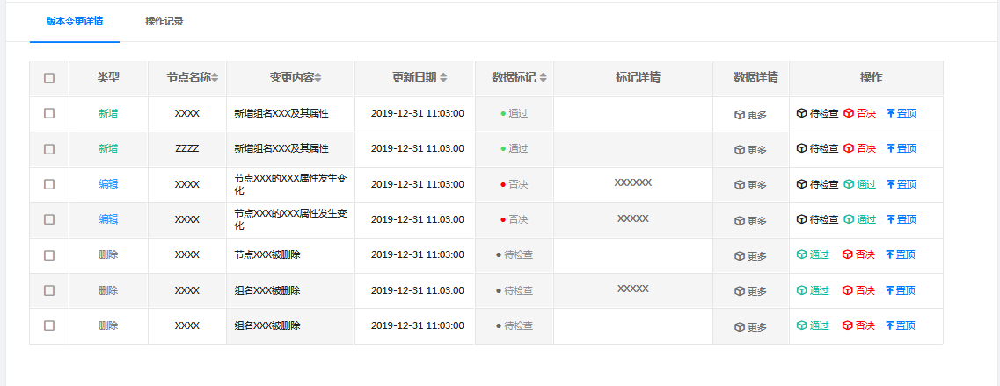 版本变更详情 操作记录
类型 节点名称 变更内容 更新日期 数据标记 标记详情 数据详情 操作
新增 XXXX 新增组名XXX及其属性 2019-12-31 11:03:00 通过 更多 待检查 否决 置顶
新增 ZZZZ 新增组名XXX及其属性 2019-12-31 11:03:00 通过 更多 待检查 否决 置顶
编辑 XXXX 节点XXX的XXX属性发生变
化 2019-12-31 11:03:00 否决 XXXXXX 更多 待检查 通过 置顶
编辑 XXXX 节点XXX的XXX属性发生变
化 2019-12-31 11:03:00 否决 XXXXX 更多 待检查 通过 置顶
删除 XXXX 节点XXX被删除 2019-12-31 11:03:00 待检查 更多 通过 否决 置顶
删除 XXXX 组名XXX被删除 2019-12-31 11:03:00 待检查 XXXXX 更多 通过 否决 置顶
删除 XXXX 组名XXX被删除 2019-12-31 11:03:00 待检查 更多 通过 否决 置顶